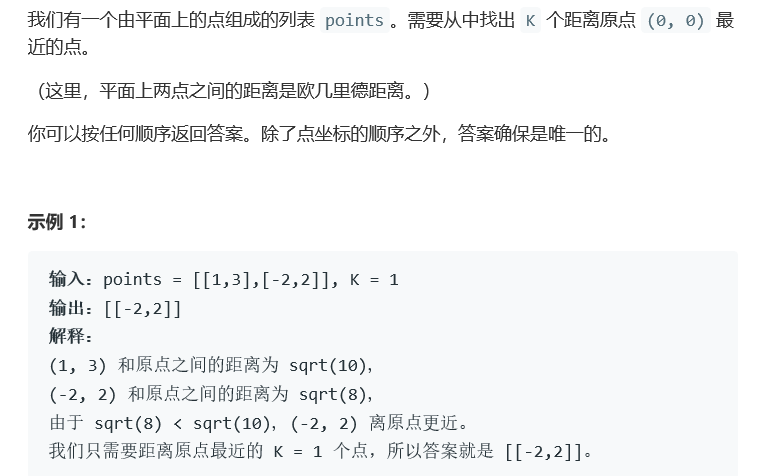 我们有一个由平面上的点组成的列表 points 。需要从中找出 K 个距离原点 (0, 0) 最
近的点。
（这里，平面上两点之间的距离是欧几里德距离。）
你可以按任何顺序返回答案。除了点坐标的顺序之外，答案确保是唯一的。
示例 1：
输入：points = [[1,3],[-2,2]], K = 1
输出：[[-2,2]]
解释：
(1, 3) 和原点之间的距离为 sqrt(10)，
(-2, 2) 和原点之间的距离为 sqrt(8)，
由于 sqrt(8) < sqrt(10)，(-2, 2) 离原点更近。
我们只需要距离原点最近的 K = 1 个点，所以答案就是 [[-2,2]]。